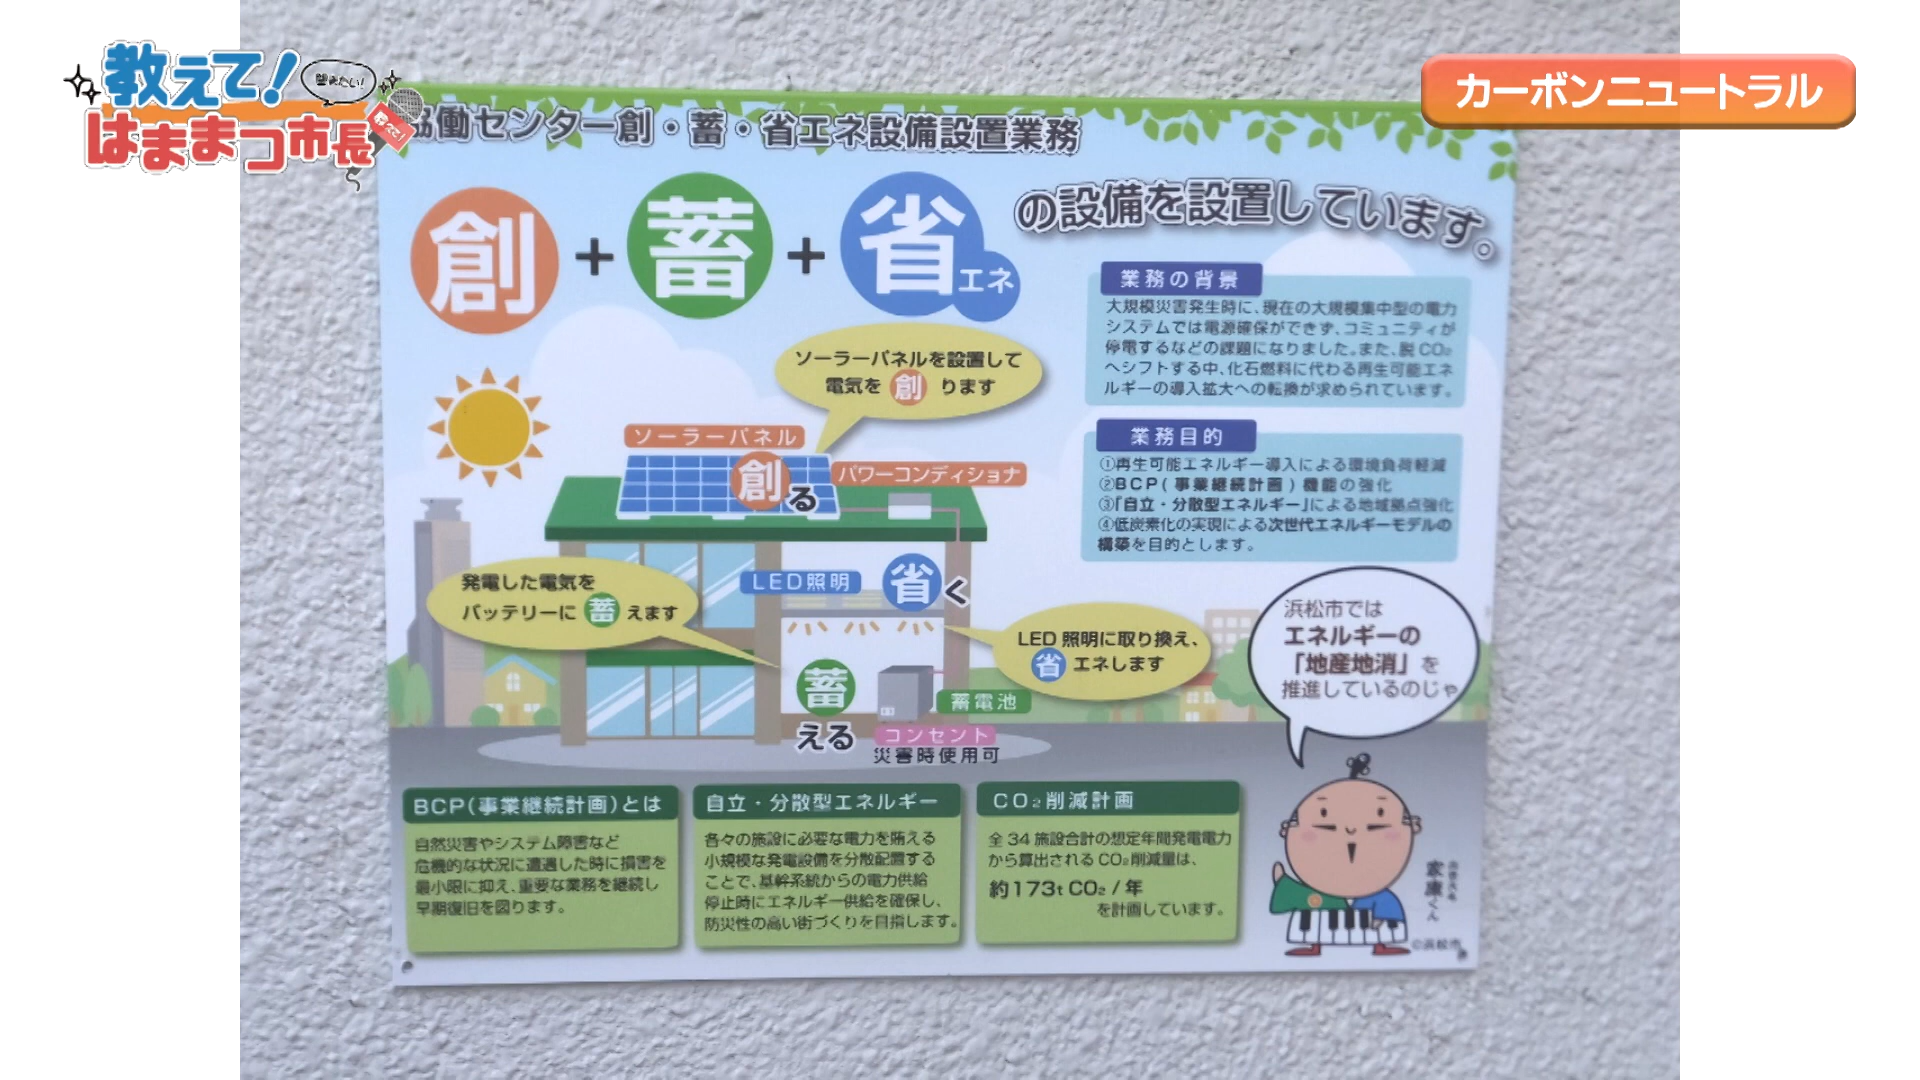 教えて!
はままつ市長
教えて!
カーボンニュートラル
協働センター創・蓄・省エネ設備設置業務
創+蓄+省エネ
の設備を設置しています。
業務の背景
大規模災害発生時に、現在の大規模集中型の電力
システムでは電源確保ができず、コミュニティが
停電するなどの課題になりました。また、脱CO₂
へシフトする中、化石燃料に代わる再生可能エネ
ルギーの導入拡大への転換が求められています。
業務目的
①再生可能エネルギー導入による環境負荷軽減
②BCP(事業継続計画)機能の強化
③「自立・分散型エネルギー」による地域拠点強化
④低炭素化の実現による次世代エネルギーモデルの
構築を目的とします。
ソーラーパネルを設置して
電気を創ります
ソーラーパネル
創る
パワーコンディショナ
発電した電気を
バッテリーに蓄えます
LED照明
省く
LED照明に取り換え、
省エネします
蓄える
蓄電池
コンセント
災害時使用可
浜松市では
エネルギーの
「地産地消」を
推進しているのじゃ
BCP(事業継続計画)とは
自然災害やシステム障害など
危機的な状況に遭遇した時に損害を
最小限に抑え、重要な業務を継続し
早期復旧を図ります。
自立・分散型エネルギー
各々の施設に必要な電力を賄える
小規模な発電設備を分散配置する
ことで、基幹系統からの電力供給
停止時にエネルギー供給を確保し、
防災性の高い街づくりを目指します。
CO₂削減計画
全34施設合計の想定年間発電電力
から算出されるCO₂削減量は、
約173t CO₂/年
を計画しています。
家康くん
©浜松市